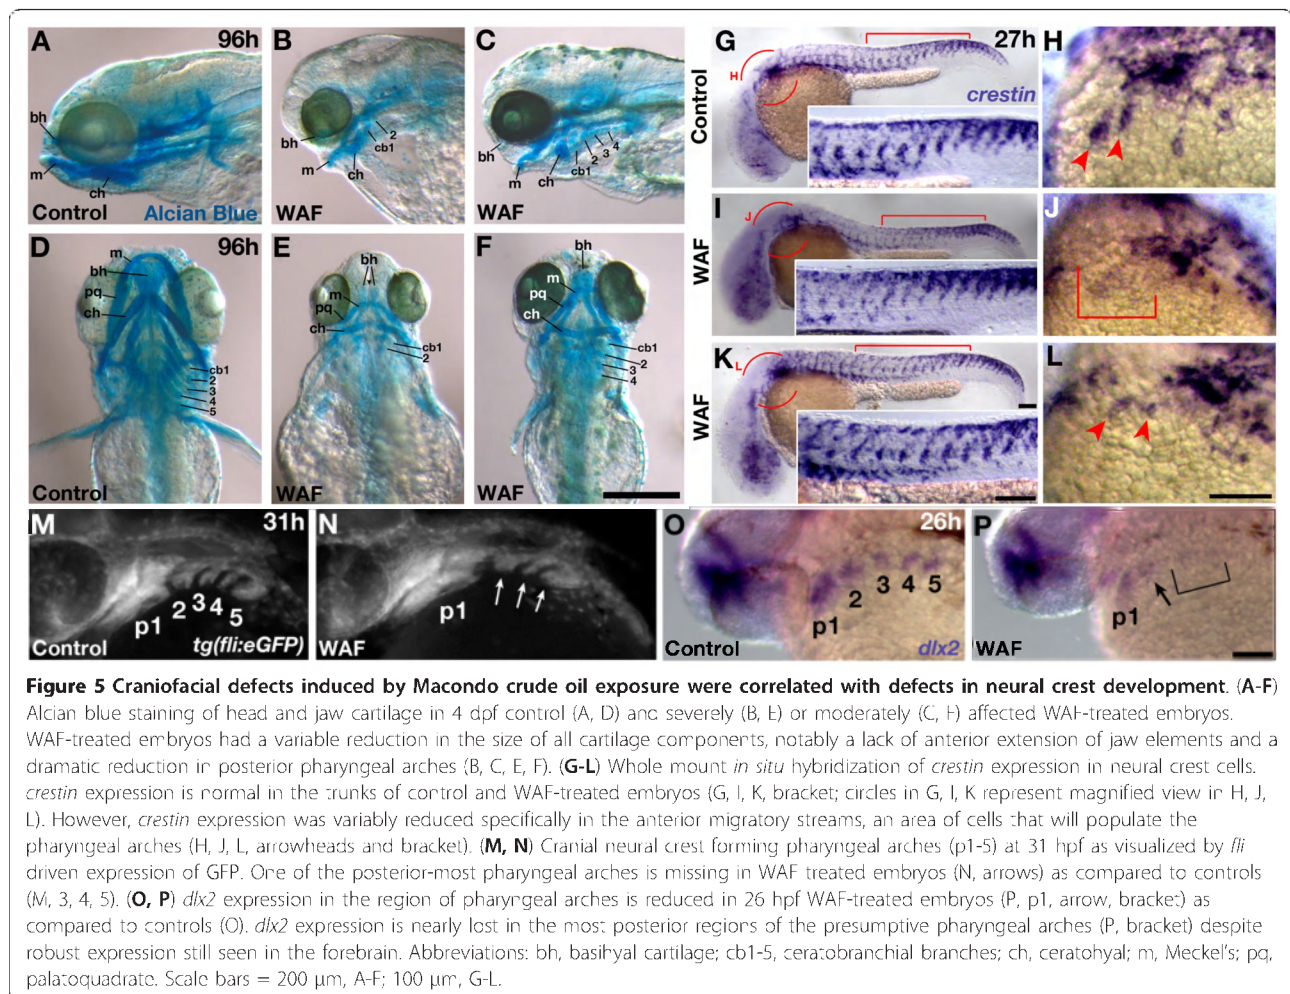 A
96h
bh
m
ch
Control
Alcian Blue
B
bh
m
ch
cb1
2
WAF
C
bh
m
ch
cb1
2
3
4
WAF
D
96h
m
bh
pq
ch
cb1
2
3
4
5
Control
E
bh
m
pq
ch
cb1
2
WAF
F
bh
m
pq
ch
cb1
2
3
4
WAF
Control
G
27h
H
crestin
H
WAF
I
J
J
WAF
K
L
L
M
31h
p1
2
3
4
5
Control
tg(fli:eGFP)
N
p1
WAF
O
26h
p1
2
3
4
5
Control
dlx2
P
p1
WAF
Figure 5 Craniofacial defects induced by Macondo crude oil exposure were correlated with defects in neural crest development. (A-F)
Alcian blue staining of head and jaw cartilage in 4 dpf control (A, D) and severely (B, E) or moderately (C, F) affected WAF-treated embryos.
WAF-treated embryos had a variable reduction in the size of all cartilage components, notably a lack of anterior extension of jaw elements and a
dramatic reduction in posterior pharyngeal arches (B, C, E, F). (G-L) Whole mount in situ hybridization of crestin expression in neural crest cells.
crestin expression is normal in the trunks of control and WAF-treated embryos (G, I, K, bracket; circles in G, I, K represent magnified view in H, J,
L). However, crestin expression was variably reduced specifically in the anterior migratory streams, an area of cells that will populate the
pharyngeal arches (H, J, L, arrowheads and bracket). (M, N) Cranial neural crest forming pharyngeal arches (p1-5) at 31 hpf as visualized by fli
driven expression of GFP. One of the posterior-most pharyngeal arches is missing in WAF treated embryos (N, arrows) as compared to controls
(M, 3, 4, 5). (O, P) dlx2 expression in the region of pharyngeal arches is reduced in 26 hpf WAF-treated embryos (P, p1, arrow, bracket) as
compared to controls (O). dlx2 expression is nearly lost in the most posterior regions of the presumptive pharyngeal arches (P, bracket) despite
robust expression still seen in the forebrain. Abbreviations: bh, basihyal cartilage; cb1-5, ceratobranchial branches; ch, ceratohyal; m, Meckel's; pq,
palatoquadrate. Scale bars = 200 μm, A-F; 100 μm, G-L.